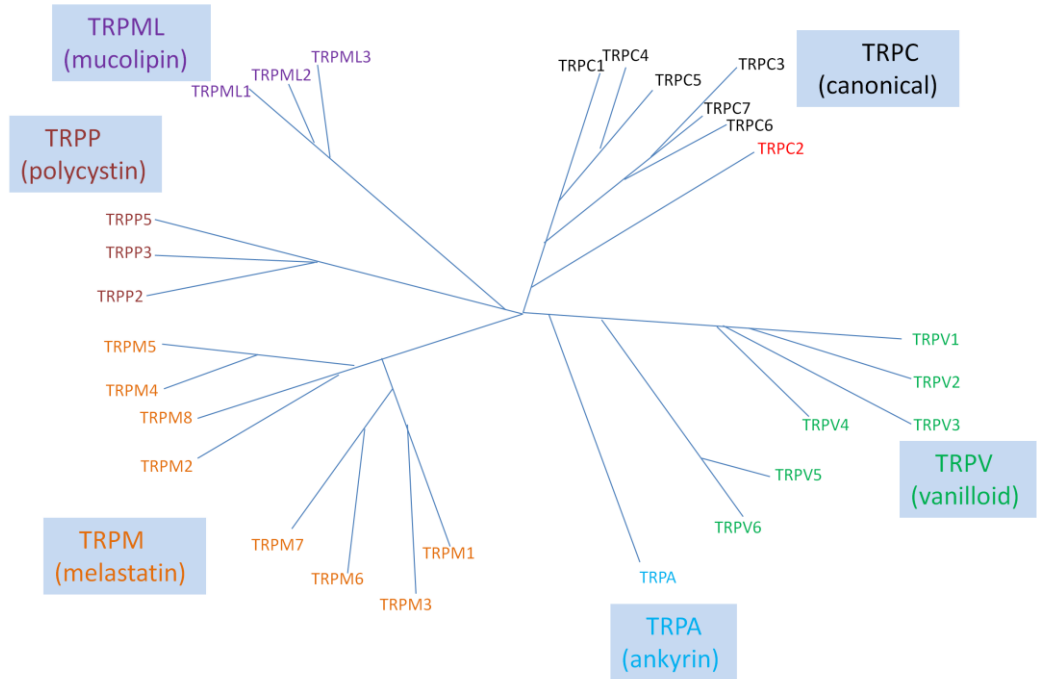 TRPML
(mucolipin)
TRPML3
TRPML2
TRPML1
TRPC1
TRPC4
TRPC5
TRPC3
TRPC7
TRPC6
TRPC2
TRPC
(canonical)
TRPP
(polycystin)
TRPP5
TRPP3
TRPP2
TRPM5
TRPM4
TRPM8
TRPM2
TRPM7
TRPM6
TRPM3
TRPM1
TRPM
(melastatin)
TRPV1
TRPV2
TRPV3
TRPV4
TRPV5
TRPV6
TRPV
(vanilloid)
TRPA
TRPA
(ankyrin)